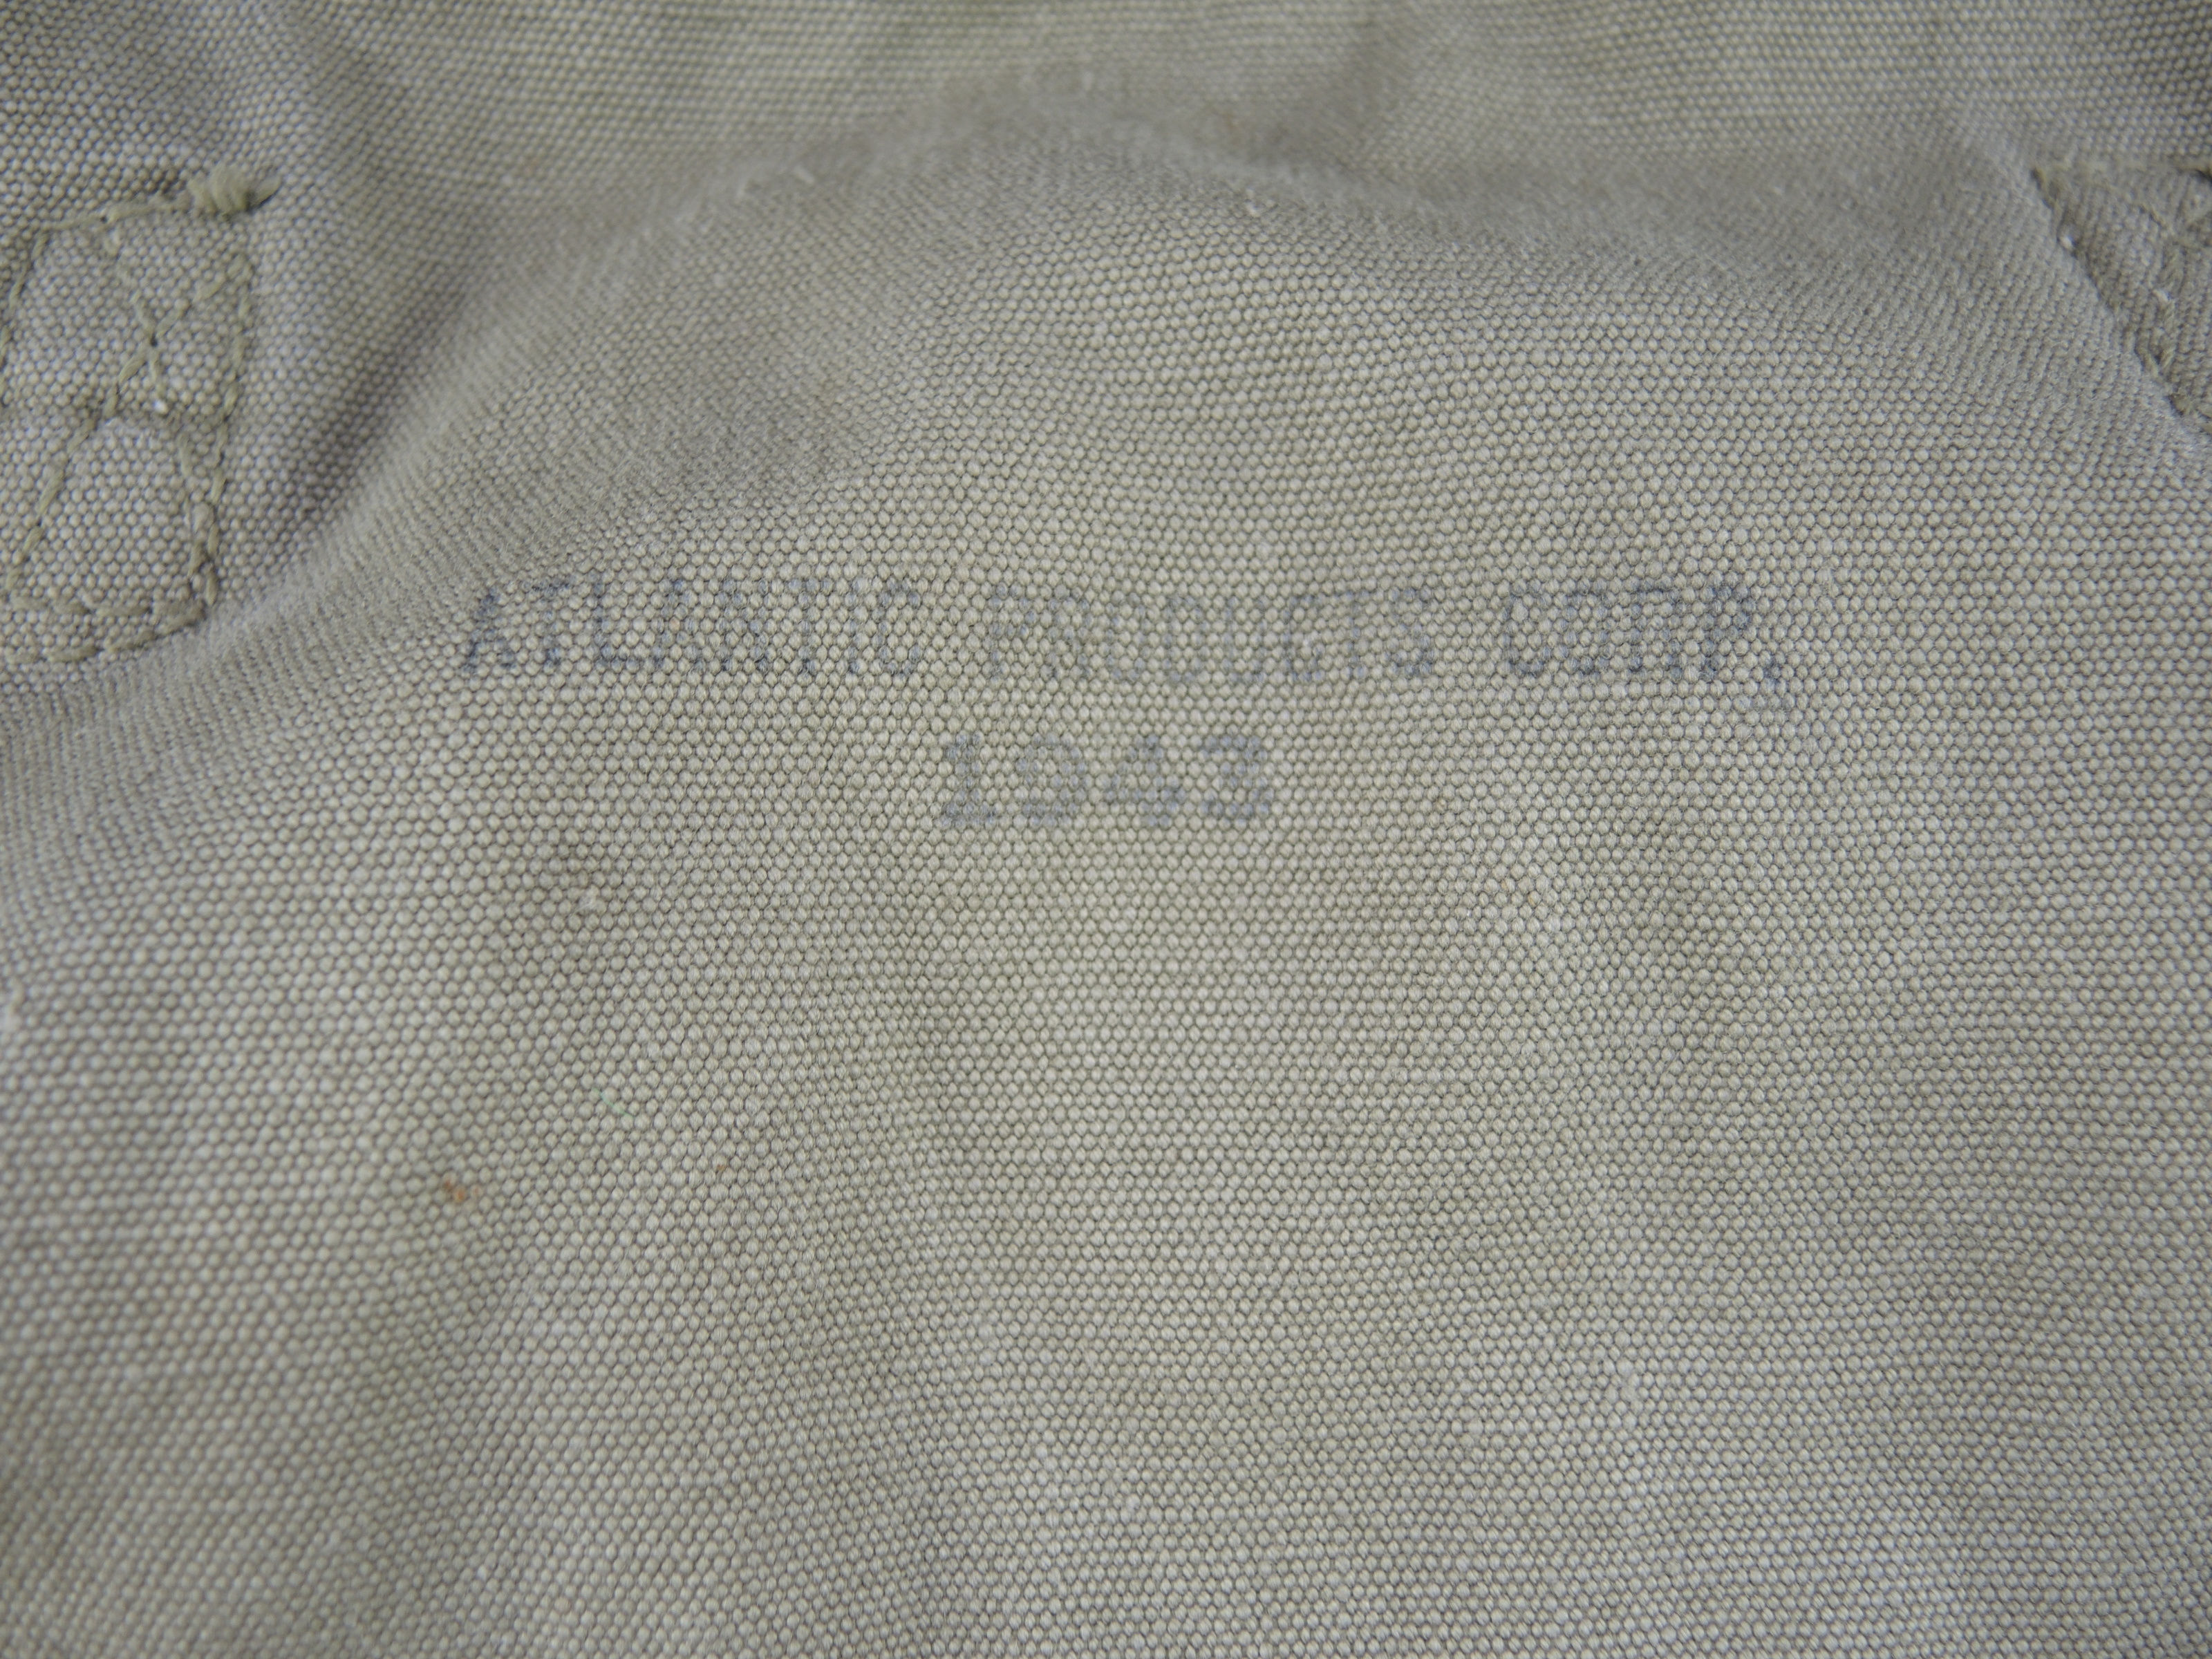 ATLANTIC PRODUCTS CORP.
1943